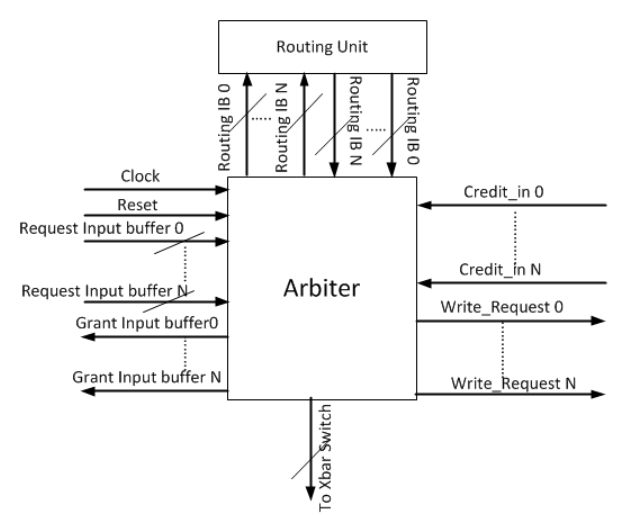 Routing Unit
Routing IB 0
Routing IB N
Routing IB N
Routing IB 0
Clock
Reset
Request Input buffer 0
Request Input buffer N
Grant Input buffer0
Grant Input buffer N
Arbiter
Credit_in 0
Credit_in N
Write_Request 0
Write_Request N
To Xbar Switch